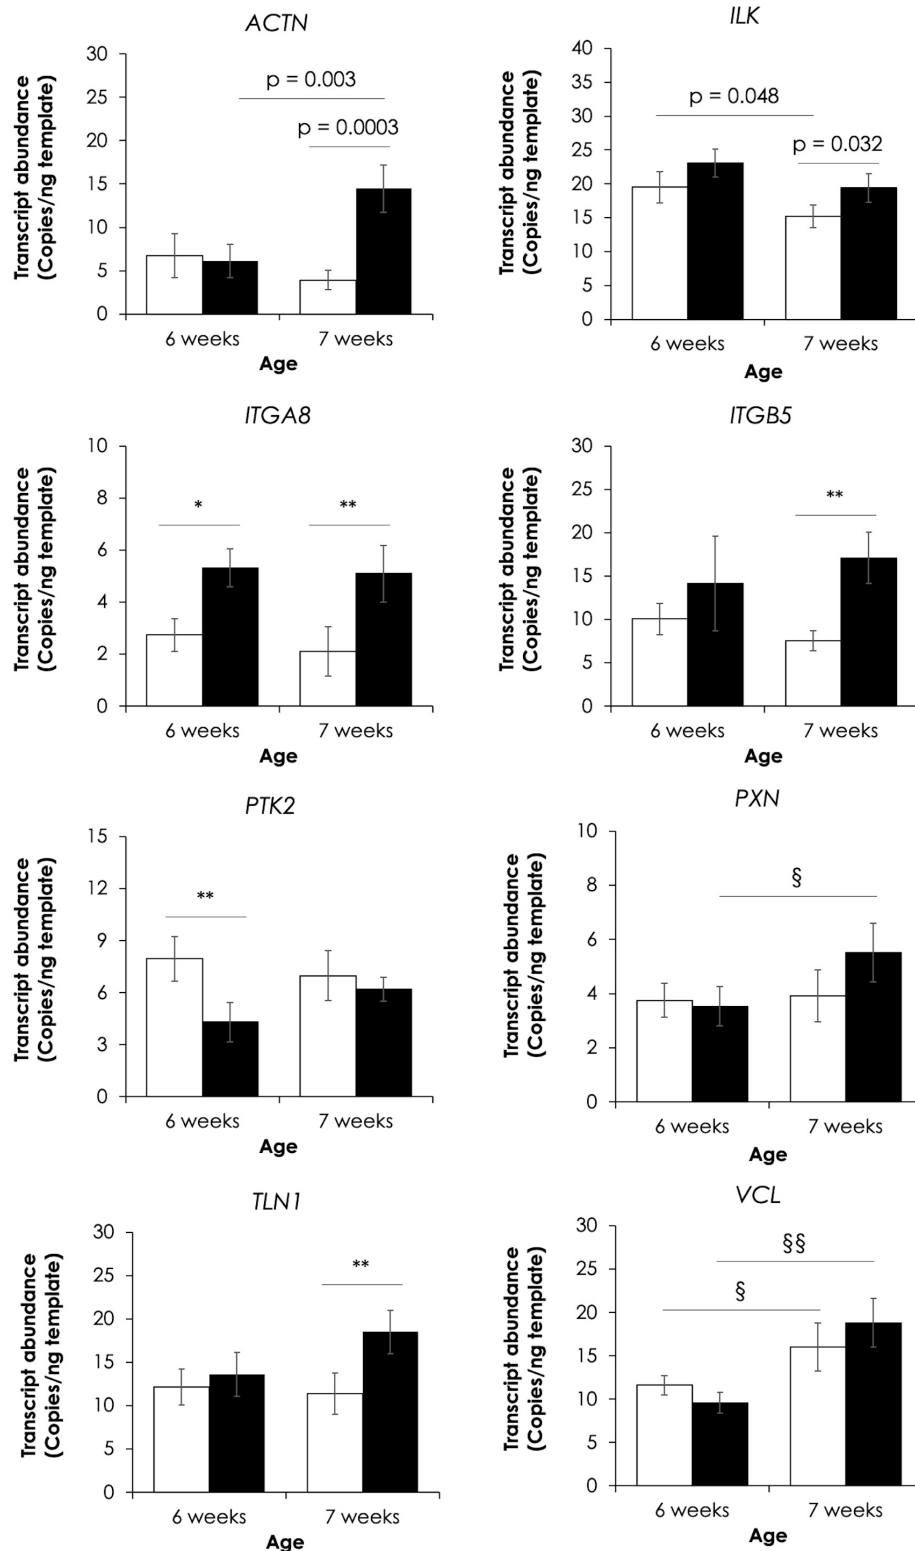 ACTN
Transcript abundance
(Copies/ng template)
30
25
20
15
10
5
0
p = 0.003
p = 0.0003
6 weeks
7 weeks
Age
ILK
Transcript abundance
(Copies/ng template)
40
35
30
25
20
15
10
5
0
p = 0.048
p = 0.032
6 weeks
7 weeks
Age
ITGA8
Transcript abundance
(Copies/ng template)
10
8
6
4
2
0
*
**
6 weeks
7 weeks
Age
ITGB5
Transcript abundance
(Copies/ng template)
30
25
20
15
10
5
0
**
6 weeks
7 weeks
Age
PTK2
Transcript abundance
(Copies/ng template)
15
12
9
6
3
0
**
6 weeks
7 weeks
Age
PXN
Transcript abundance
(Copies/ng template)
10
8
6
4
2
0
§
6 weeks
7 weeks
Age
TLN1
Transcript abundance
(Copies/ng template)
30
25
20
15
10
5
0
**
6 weeks
7 weeks
Age
VCL
Transcript abundance
(Copies/ng template)
30
25
20
15
10
5
0
§§
§
6 weeks
7 weeks
Age